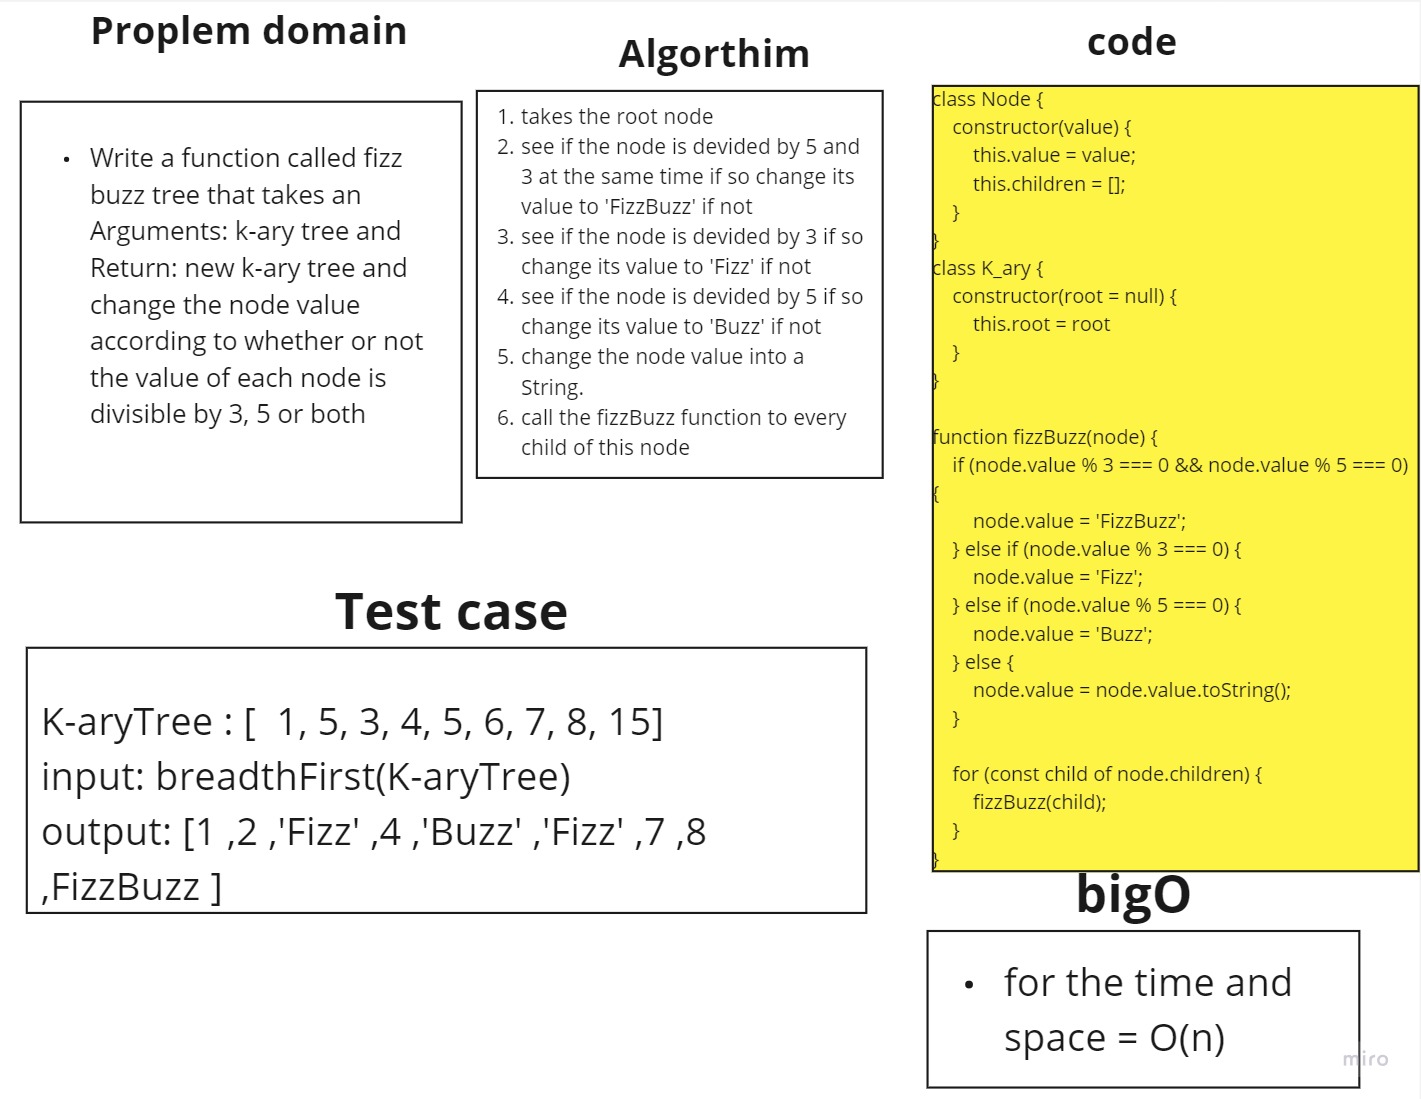 Proplem domain
• Write a function called fizz
buzz tree that takes an
Arguments: k-ary tree and
Return: new k-ary tree and
change the node value
according to whether or not
the value of each node is
divisible by 3, 5 or both
Algorthim
1. takes the root node
2. see if the node is devided by 5 and
3 at the same time if so change its
value to 'FizzBuzz' if not
3. see if the node is devided by 3 if so
change its value to 'Fizz' if not
4. see if the node is devided by 5 if so
change its value to 'Buzz' if not
5. change the node value into a
String.
6. call the fizzBuzz function to every
child of this node
code
class Node {
constructor(value) {
this.value = value;
this.children = [];
}
}
class K_ary {
constructor(root = null) {
this.root = root
}
}
function fizzBuzz(node) {
if (node.value % 3 === 0 && node.value % 5 === 0)
{
node.value = 'FizzBuzz';
} else if (node.value % 3 === 0) {
node.value = 'Fizz';
} else if (node.value % 5 === 0) {
node.value = 'Buzz';
} else {
node.value = node.value.toString();
}
for (const child of node.children) {
fizzBuzz(child);
}
}
Test case
K-aryTree : [  1, 5, 3, 4, 5, 6, 7, 8, 15]
input: breadthFirst(K-aryTree)
output: [1 ,2 ,'Fizz' ,4 ,'Buzz' ,'Fizz' ,7 ,8
,FizzBuzz ]
bigO
• for the time and
space = O(n)
miro